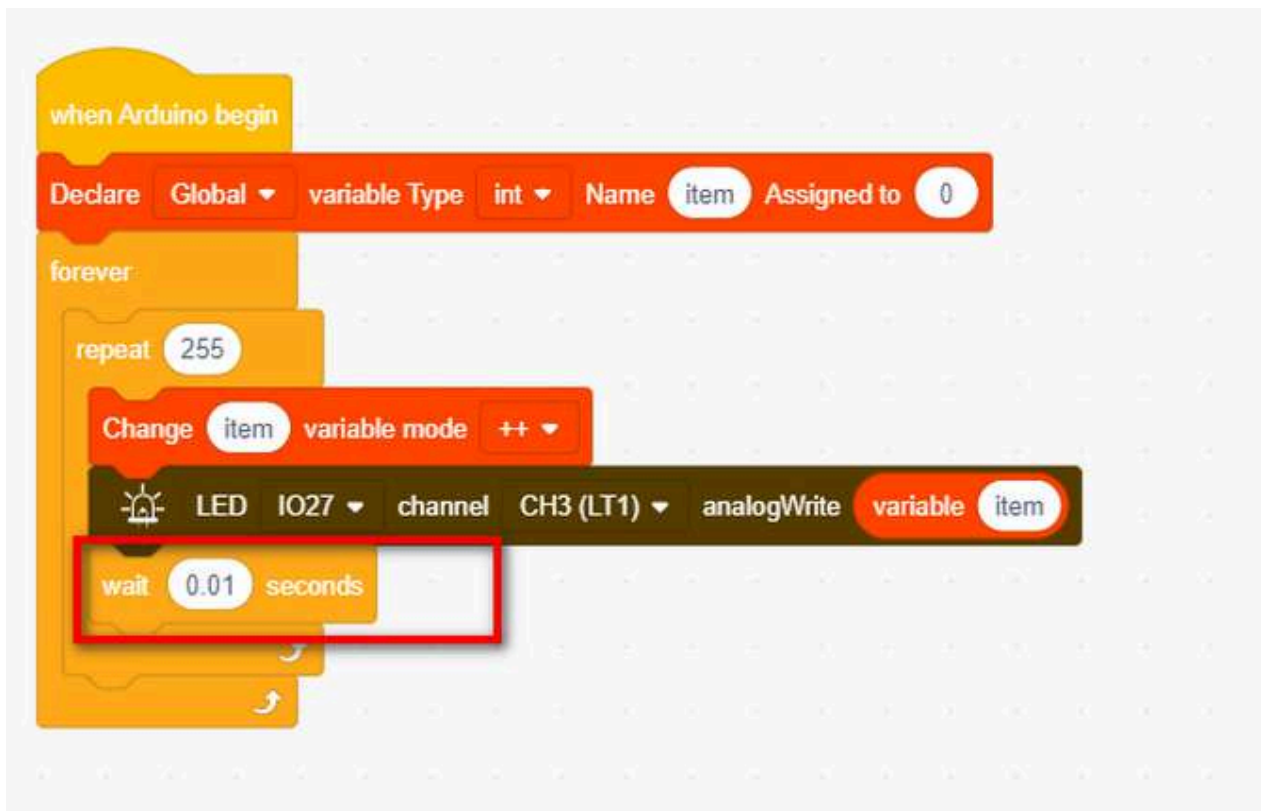 when Arduino begin
Declare Global variable Type int Name item Assigned to 0
forever
repeat 255
Change item variable mode ++
LED IO27 channel CH3 (LT1) analogWrite variable item
wait 0.01 seconds